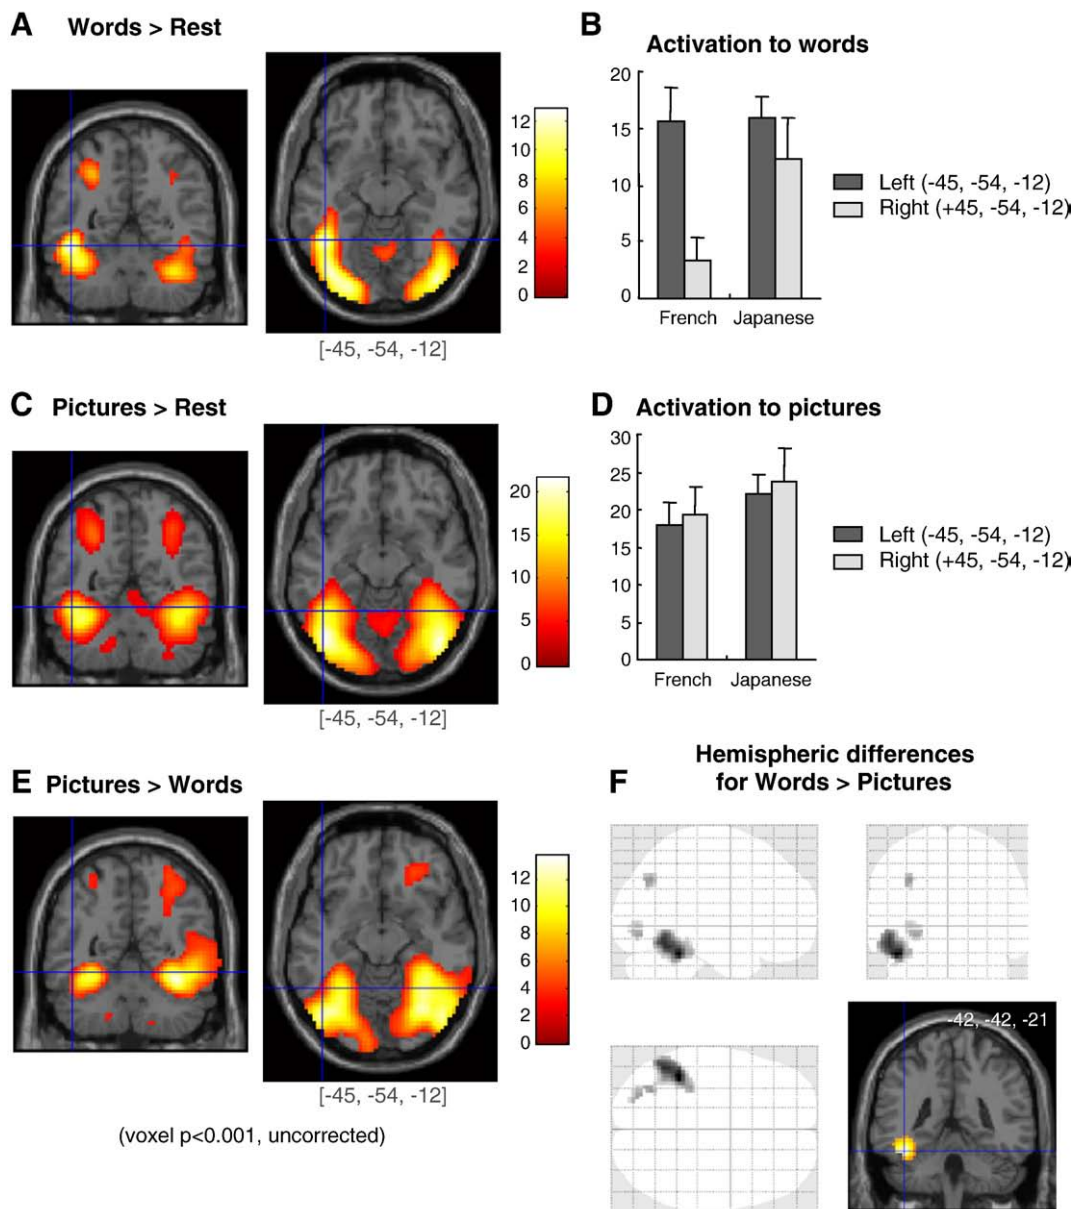 A Words > Rest
12
10
8
6
4
2
0
[-45, -54, -12]
B Activation to words
20
15
10
5
0
French Japanese
Left (-45, -54, -12)
Right (+45, -54, -12)
C Pictures > Rest
20
15
10
5
0
[-45, -54, -12]
D Activation to pictures
30
25
20
15
10
5
0
French Japanese
Left (-45, -54, -12)
Right (+45, -54, -12)
E Pictures > Words
12
10
8
6
4
2
0
[-45, -54, -12]
(voxel p<0.001, uncorrected)
Hemispheric differences
F for Words > Pictures
-42, -42, -21